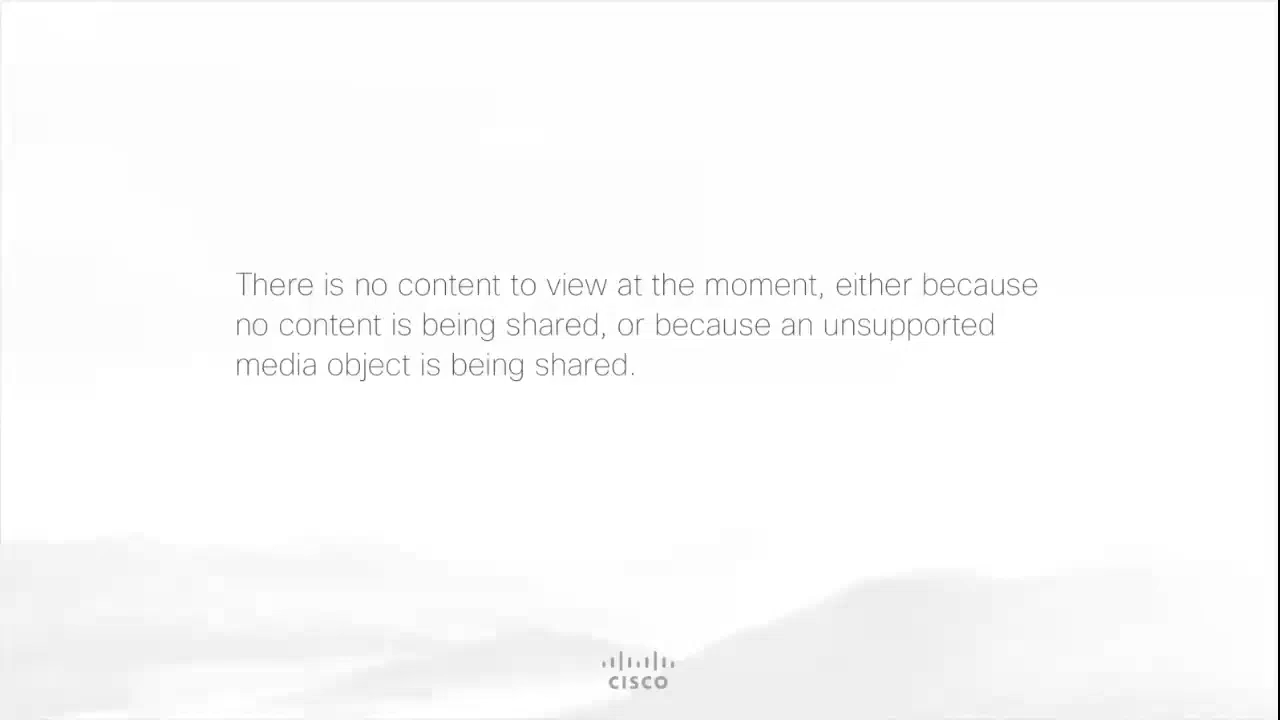 There is no content to view at the moment, either because
no content is being shared, or because an unsupported
media object is being shared.
CISCO